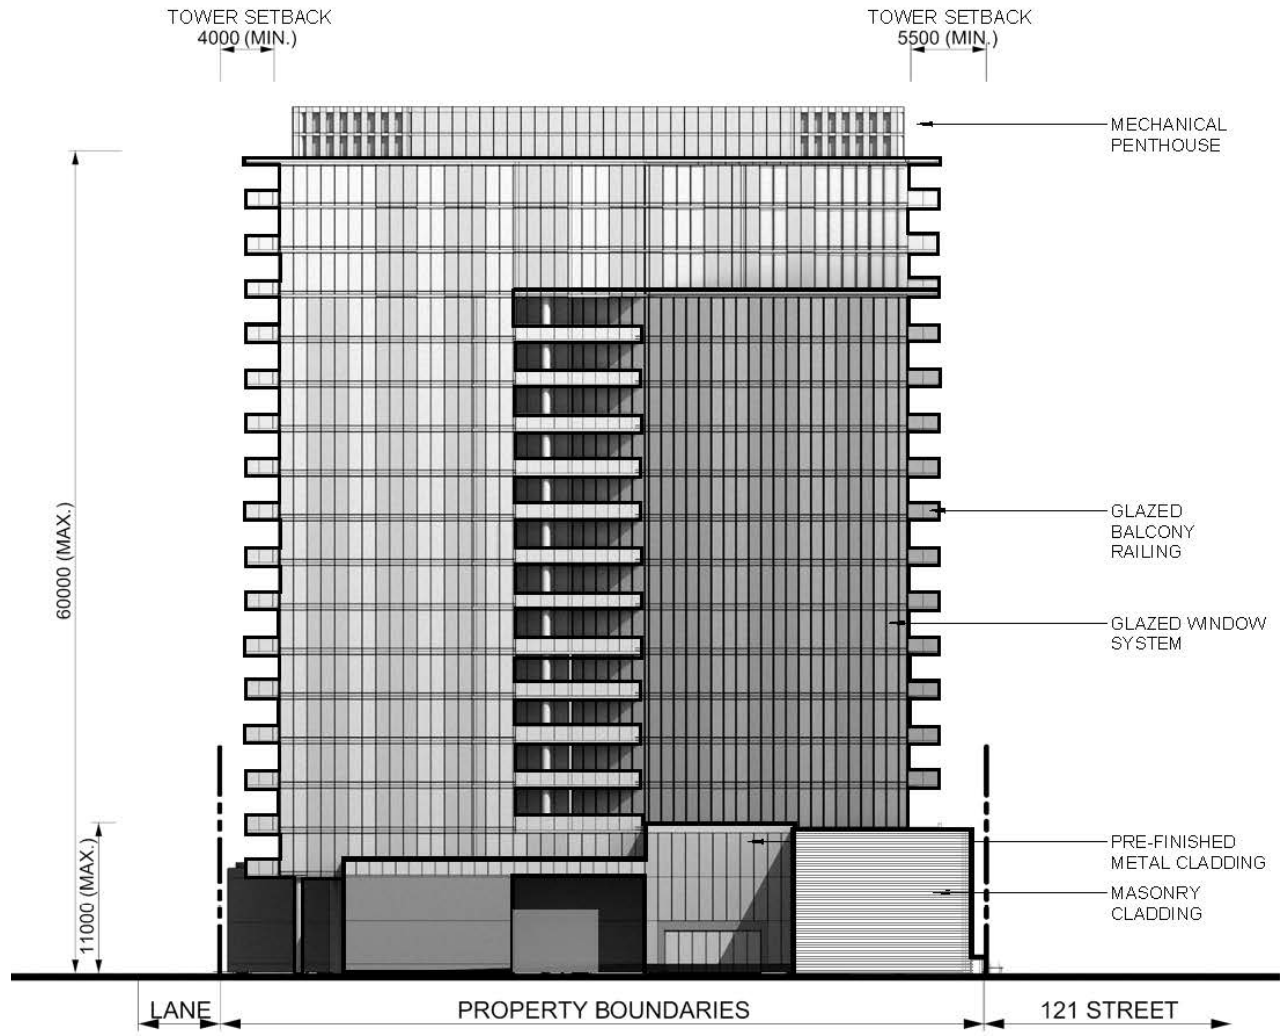 TOWER SETBACK
4000 (MIN.)
TOWER SETBACK
5500 (MIN.)
MECHANICAL
PENTHOUSE
60000 (MAX.)
GLAZED
BALCONY
RAILING
GLAZED WINDOW
SYSTEM
11000 (MAX.)
PRE-FINISHED
METAL CLADDING
MASONRY
CLADDING
LANE
PROPERTY BOUNDARIES
121 STREET